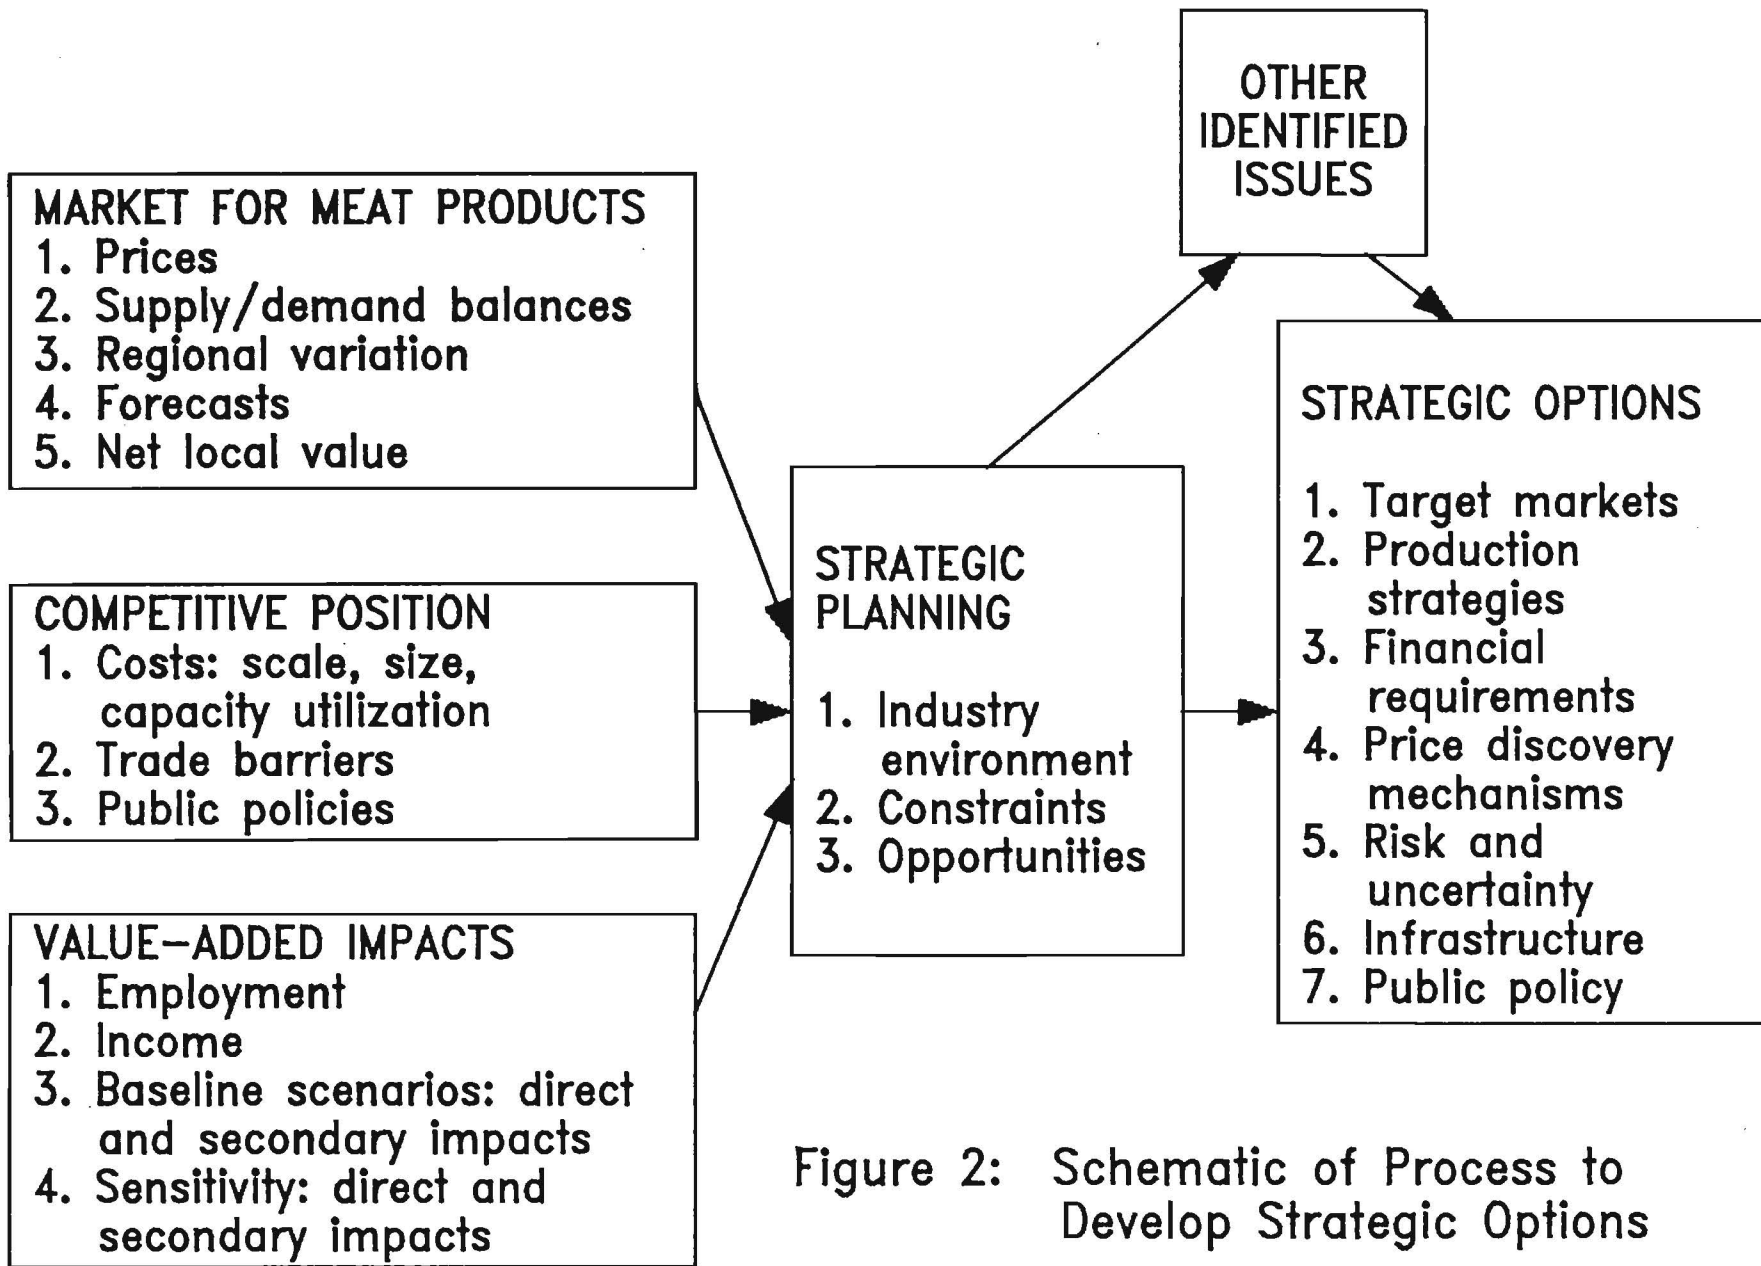 OTHER
IDENTIFIED
ISSUES
MARKET FOR MEAT PRODUCTS
1. Prices
2. Supply/demand balances
3. Regional variation
4. Forecasts
5. Net local value
COMPETITIVE POSITION
1. Costs: scale, size,
capacity utilization
2. Trade barriers
3. Public policies
VALUE-ADDED IMPACTS
1. Employment
2. Income
3. Baseline scenarios: direct
and secondary impacts
4. Sensitivity: direct and
secondary impacts
STRATEGIC
PLANNING
1. Industry
environment
2. Constraints
3. Opportunities
STRATEGIC OPTIONS
1. Target markets
2. Production
strategies
3. Financial
requirements
4. Price discovery
mechanisms
5. Risk and
uncertainty
6. Infrastructure
7. Public policy
Figure 2: Schematic of Process to
Develop Strategic Options